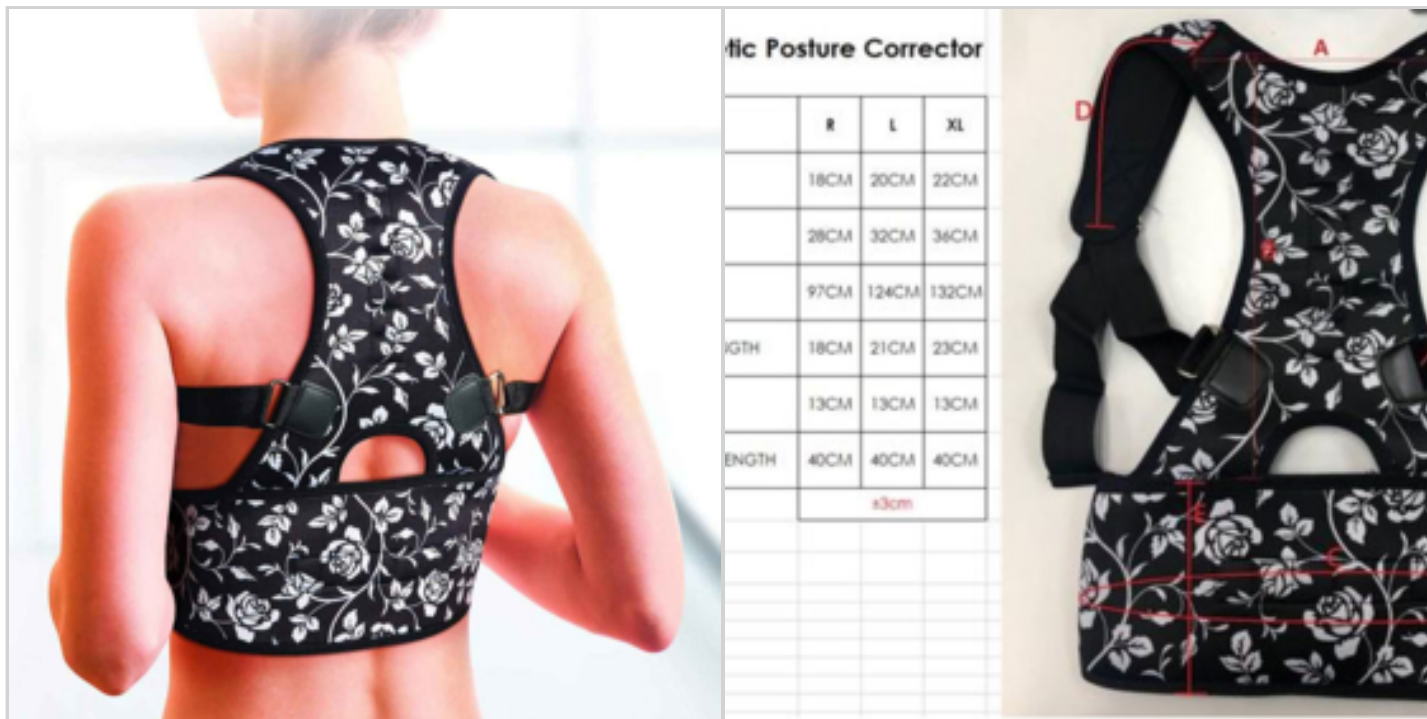 tic Posture Corrector
R L XL
18CM 20CM 22CM
28CM 32CM 36CM
97CM 124CM 132CM
GTH 18CM 21CM 23CM
13CM 13CM 13CM
ENGTH 40CM 40CM 40CM
±3cm
A
D
B
E
C